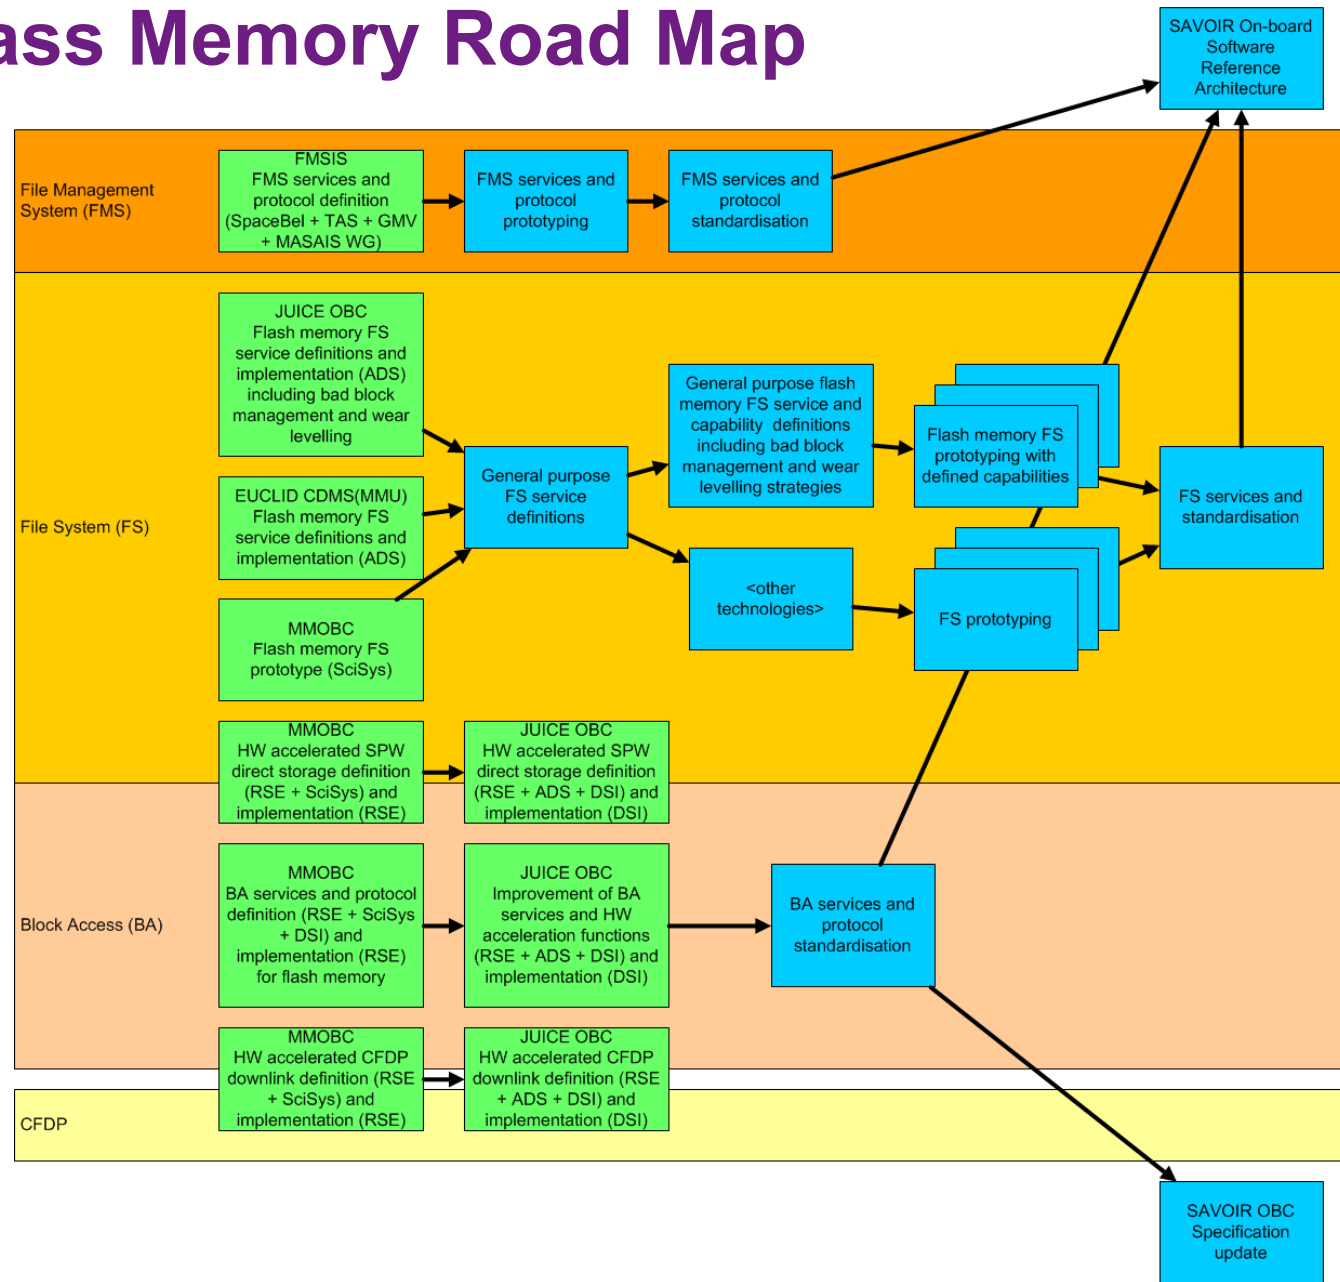 ass Memory Road Map
SAVOIR On-board
Software
Reference
Architecture
File Management
System (FMS)
FMSIS
FMS services and
protocol definition
(SpaceBel + TAS + GMV
+ MASAIS WG)
FMS services and
protocol
prototyping
FMS services and
protocol
standardisation
File System (FS)
JUICE OBC
Flash memory FS
service definitions and
implementation (ADS)
including bad block
management and wear
levelling
EUCLID CDMS(MMU)
Flash memory FS
service definitions and
implementation (ADS)
MMOBC
Flash memory FS
prototype (SciSys)
General purpose
FS service
definitions
General purpose flash
memory FS service and
capability definitions
including bad block
management and wear
levelling strategies
<other
technologies>
Flash memory FS
prototyping with
defined capabilities
FS prototyping
FS services and
standardisation
MMOBC
HW accelerated SPW
direct storage definition
(RSE + SciSys) and
implementation (RSE)
JUICE OBC
HW accelerated SPW
direct storage definition
(RSE + ADS + DSI) and
implementation (DSI)
Block Access (BA)
MMOBC
BA services and protocol
definition (RSE + SciSys
+ DSI) and
implementation (RSE)
for flash memory
JUICE OBC
Improvement of BA
services and HW
acceleration functions
(RSE + ADS + DSI) and
implementation (DSI)
BA services and
protocol
standardisation
MMOBC
HW accelerated CFDP
downlink definition (RSE
+ SciSys) and
implementation (RSE)
JUICE OBC
HW accelerated CFDP
downlink definition (RSE
+ ADS + DSI) and
implementation (DSI)
CFDP
SAVOIR OBC
Specification
update